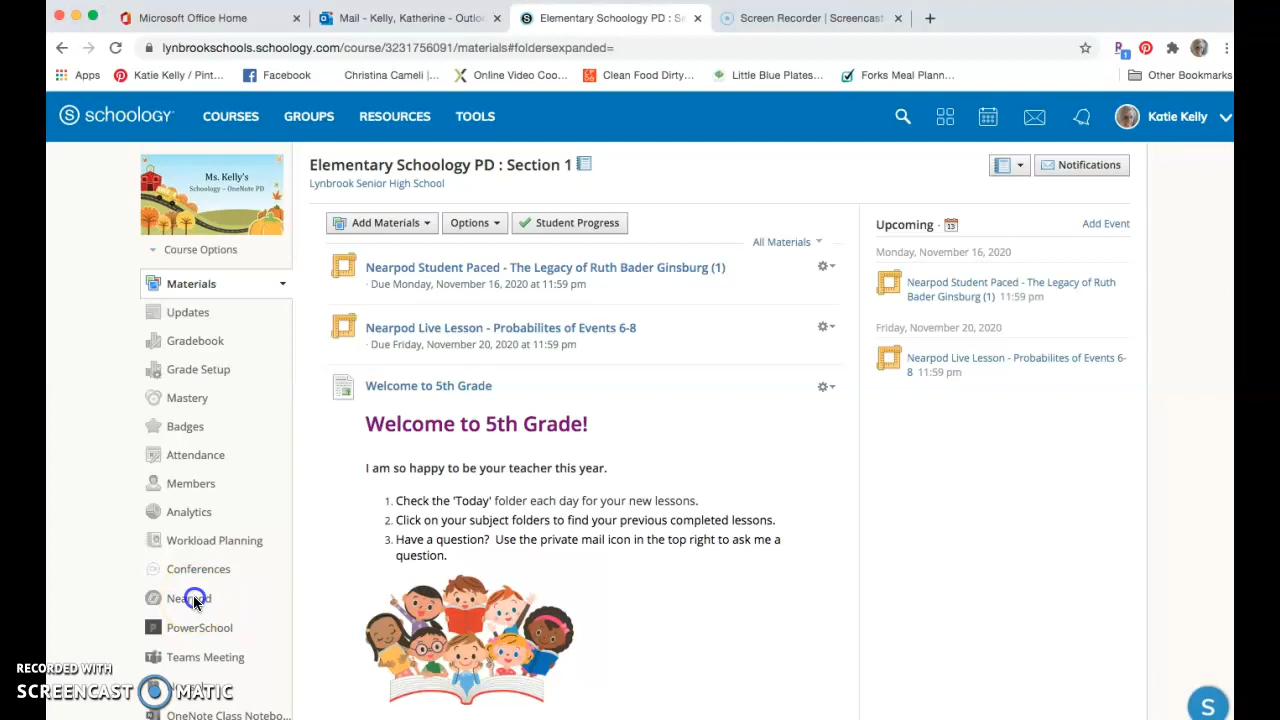 Microsoft Office Home
Mail - Kelly, Katherine - Outloo
Elementary Schoology PD : Se
Screen Recorder | Screencast
lynbrookschools.schoology.com/course/3231756091/materials#foldersexpanded=
Apps
Katie Kelly / Pint...
Facebook
Christina Cameli |...
Online Video Coo...
Clean Food Dirty...
Little Blue Plates...
Forks Meal Plann...
Other Bookmarks
S schoology
COURSES
GROUPS
RESOURCES
TOOLS
Katie Kelly
Ms. Kelly's
Schoology - OneNote PD
Course Options
Materials
Updates
Gradebook
Grade Setup
Mastery
Badges
Attendance
Members
Analytics
Workload Planning
Conferences
Nearpod
PowerSchool
Teams Meeting
OneNote Class Notebo...
Elementary Schoology PD : Section 1
Lynbrook Senior High School
Notifications
Add Materials
Options
Student Progress
All Materials
Nearpod Student Paced - The Legacy of Ruth Bader Ginsburg (1)
· Due Monday, November 16, 2020 at 11:59 pm
Nearpod Live Lesson - Probabilites of Events 6-8
· Due Friday, November 20, 2020 at 11:59 pm
Welcome to 5th Grade
Welcome to 5th Grade!
I am so happy to be your teacher this year.
1. Check the 'Today' folder each day for your new lessons.
2. Click on your subject folders to find your previous completed lessons.
3. Have a question? Use the private mail icon in the top right to ask me a
question.
Upcoming · 13
Add Event
Monday, November 16, 2020
Nearpod Student Paced - The Legacy of Ruth
Bader Ginsburg (1) 11:59 pm
Friday, November 20, 2020
Nearpod Live Lesson - Probabilites of Events 6-
8 11:59 pm
RECORDED WITH
SCREENCAST MATIC
S